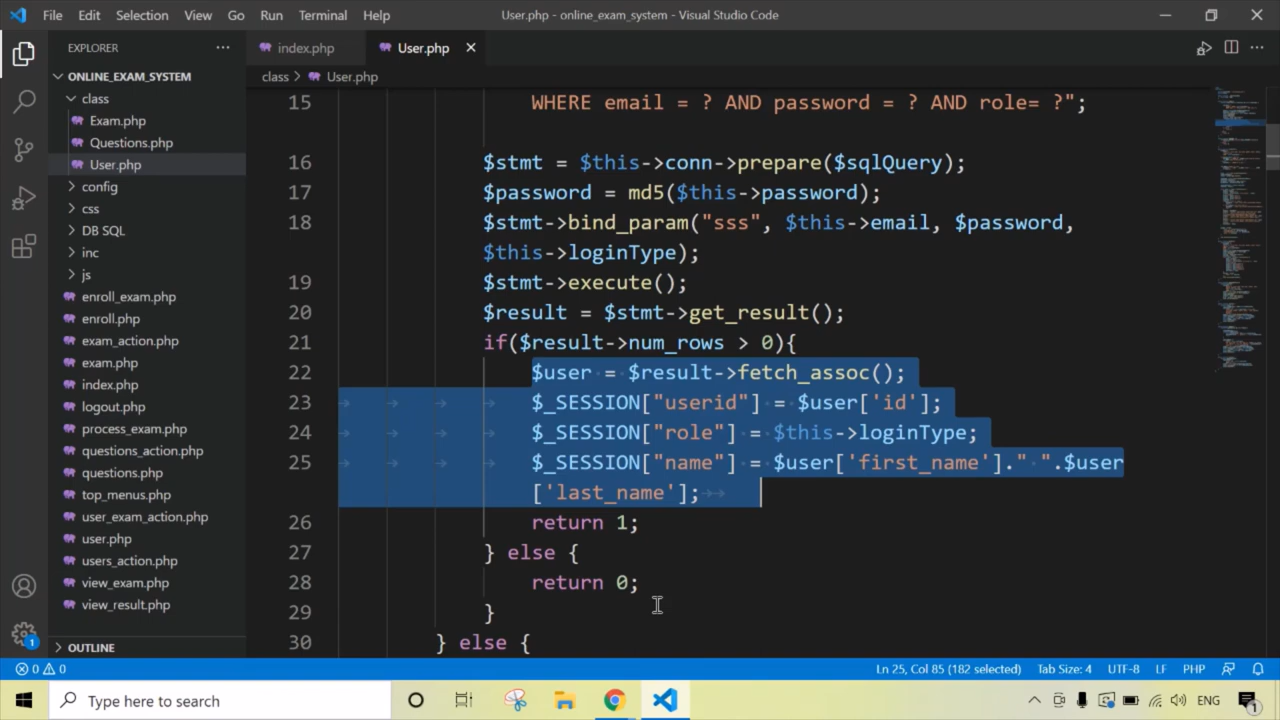 File Edit Selection View Go Run Terminal Help User.php - online_exam_system - Visual Studio Code
EXPLORER
index.php User.php
class > User.php
ONLINE_EXAM_SYSTEM
class
Exam.php
Questions.php
User.php
config
css
DB SQL
inc
js
enroll_exam.php
enroll.php
exam_action.php
exam.php
index.php
logout.php
process_exam.php
questions_action.php
questions.php
top_menus.php
user_exam_action.php
user.php
users_action.php
view_exam.php
view_result.php
OUTLINE
15 WHERE email = ? AND password = ? AND role= ?";
16 $stmt = $this->conn->prepare($sqlQuery);
17 $password = md5($this->password);
18 $stmt->bind_param("sss", $this->email, $password,
$this->loginType);
19 $stmt->execute();
20 $result = $stmt->get_result();
21 if($result->num_rows > 0){
22 $user = $result->fetch_assoc();
23 $_SESSION["userid"] = $user['id'];
24 $_SESSION["role"] = $this->loginType;
25 $_SESSION["name"] = $user['first_name']." ".$user
['last_name'];
26 return 1;
27 } else {
28 return 0;
29 }
30 } else {
1
0 0 Ln 25, Col 85 (182 selected) Tab Size: 4 UTF-8 LF PHP
Type here to search ENG 1